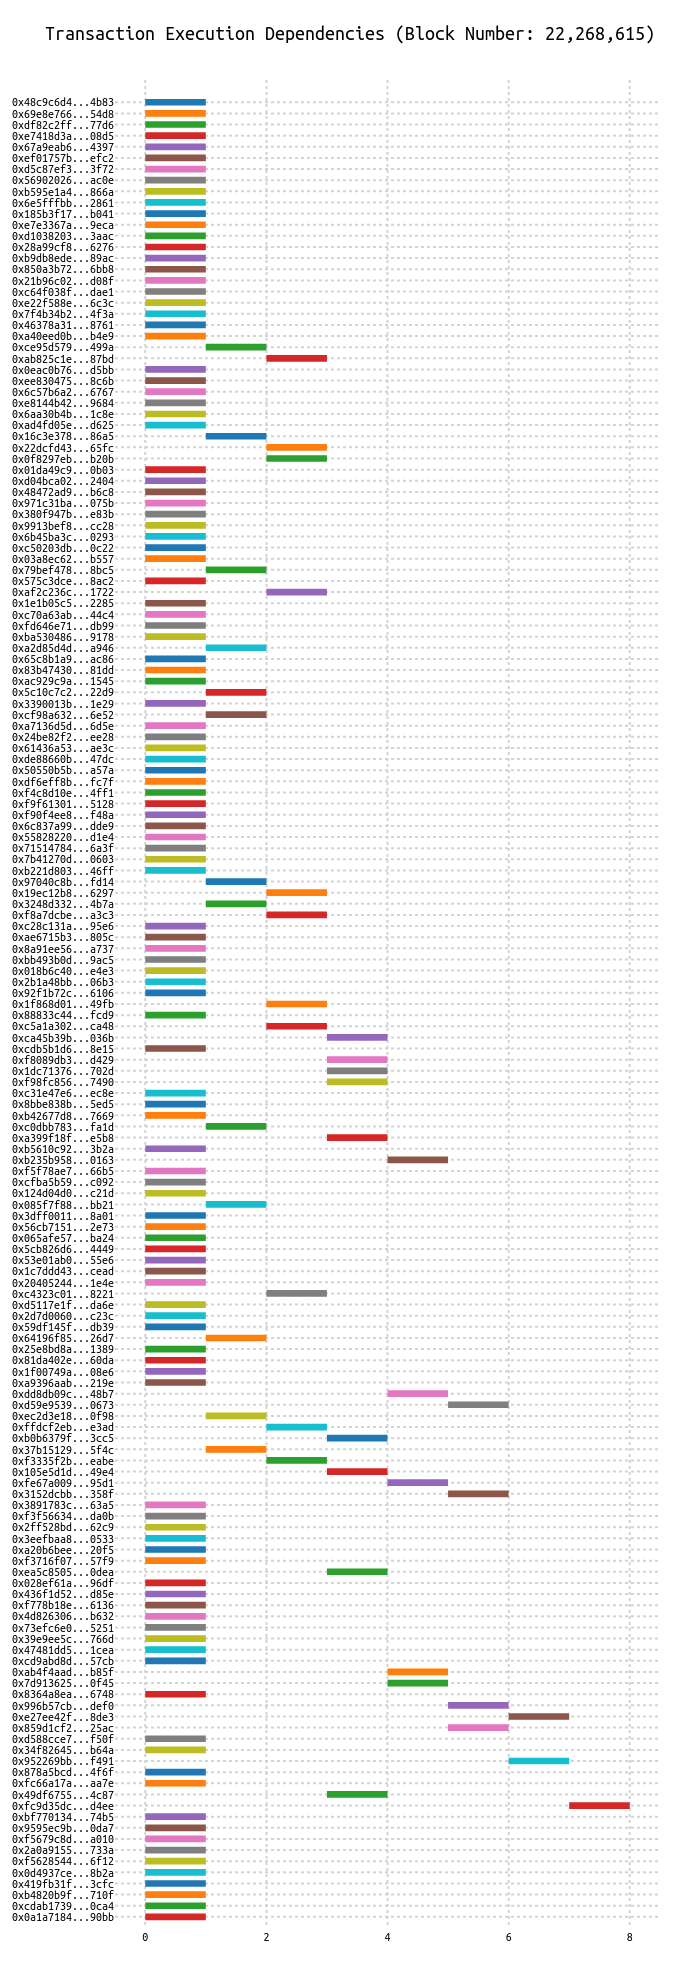 Transaction Execution Dependencies (Block Number: 22,268,615)
0x48c9c6d4...4b83
0x69e8e766...54d8
0xdf82c2ff...77d6
0xe7418d3a...08d5
0x67a9eab6...4397
0xef01757b...efc2
0xd5c87ef3...3f72
0x56902026...ac0e
0xb595e1a4...866a
0x6e5fffbb...2861
0x185b3f17...b041
0xe7e3367a...9eca
0xd1038203...3aac
0x28a99cf8...6276
0xb9db8ede...89ac
0x850a3b72...6bb8
0x21b96c02...d08f
0xc64f038f...dae1
0xe22f588e...6c3c
0x7f4b34b2...4f3a
0x46378a31...8761
0xa40eed0b...b4e9
0xce95d579...499a
0xab825c1e...87bd
0x0eac0b76...d5bb
0xee830475...8c6b
0x6c57b6a2...6767
0xe8144b42...9684
0x6aa30b4b...1c8e
0xad4fd05e...d625
0x16c3e378...86a5
0x22dcfd43...65fc
0x0f8297eb...b20b
0x01da49c9...0b03
0xd04bca02...2404
0x48472ad9...b6c8
0x971c31ba...075b
0x380f947b...e83b
0x9913bef8...cc28
0x6b45ba3c...0293
0xc50203db...0c22
0x03a8ec62...b557
0x79bef478...8bc5
0x575c3dce...8ac2
0xaf2c236c...1722
0x1e1b05c5...2285
0xc70a63ab...44c4
0xfd646e71...db99
0xba530486...9178
0xa2d85d4d...a946
0x65c8b1a9...ac86
0x83b47430...81dd
0xac929c9a...1545
0x5c10c7c2...22d9
0x3390013b...1e29
0xcf98a632...6e52
0xa7136d5d...6d5e
0x24be82f2...ee28
0x61436a53...ae3c
0xde88660b...47dc
0x50550b5b...a57a
0xdf6eff8b...fc7f
0xf4c8d10e...4ff1
0xf9f61301...5128
0xf90f4ee8...f48a
0x6c837a99...dde9
0x55828220...d1e4
0x71514784...6a3f
0x7b41270d...0603
0xb221d803...46ff
0x97040c8b...fd14
0x19ec12b8...6297
0x3248d332...4b7a
0xf8a7dcbe...a3c3
0xc28c131a...95e6
0xae6715b3...805c
0x8a91ee56...a737
0xbb493b0d...9ac5
0x018b6c40...e4e3
0x2b1a48bb...06b3
0x92f1b72c...6106
0x1f868d01...49fb
0x88833c44...fcd9
0xc5a1a302...ca48
0xca45b39b...036b
0xcdb5b1d6...8e15
0xf8089db3...d429
0x1dc71376...702d
0xf98fc856...7490
0xc31e47e6...ec8e
0x8bbe838b...5ed5
0xb42677d8...7669
0xc0dbb783...fa1d
0xa399f18f...e5b8
0xb5610c92...3b2a
0xb235b958...0163
0xf5f78ae7...66b5
0xcfba5b59...c092
0x124d04d0...c21d
0x085f7f88...bb21
0x3dff0011...8a01
0x56cb7151...2e73
0x065afe57...ba24
0x5cb826d6...4449
0x53e01ab0...55e6
0x1c7ddd43...cead
0x20405244...1e4e
0xc4323c01...8221
0xd5117e1f...da6e
0x2d7d0060...c23c
0x59df145f...db39
0x64196f85...26d7
0x25e8bd8a...1389
0x81da402e...60da
0x1f00749a...08e6
0xa9396aab...219e
0xdd8db09c...48b7
0xd59e9539...0673
0xec2d3e18...0f98
0xffdcf2eb...e3ad
0xb0b6379f...3cc5
0x37b15129...5f4c
0xf3335f2b...eabe
0x105e5d1d...49e4
0xfe67a009...95d1
0x3152dcbb...358f
0x3891783c...63a5
0xf3f56634...da0b
0x2ff528bd...62c9
0x3eefbaa8...0533
0xa20b6bee...20f5
0xf3716f07...57f9
0xea5c8505...0dea
0x028ef61a...96df
0x436f1d52...d85e
0xf778b18e...6136
0x4d826306...b632
0x73efc6e0...5251
0x39e9ee5c...766d
0x47481dd5...1cea
0xcd9abd8d...57cb
0xab4f4aad...b85f
0x7d913625...0f45
0x8364a8ea...6748
0x996b57cb...def0
0xe27ee42f...8de3
0x859d1cf2...25ac
0xd588cce7...f50f
0x34f82645...b64a
0x952269bb...f491
0x878a5bcd...4f6f
0xfc66a17a...aa7e
0x49df6755...4c87
0xfc9d35dc...d4ee
0xbf770134...74b5
0x9595ec9b...0da7
0xf5679c8d...a010
0x2a0a9155...733a
0xf5628544...6f12
0x0d4937ce...8b2a
0x419fb31f...3cfc
0xb4820b9f...710f
0xcdab1739...0ca4
0x0a1a7184...90bb
0 2 4 6 8